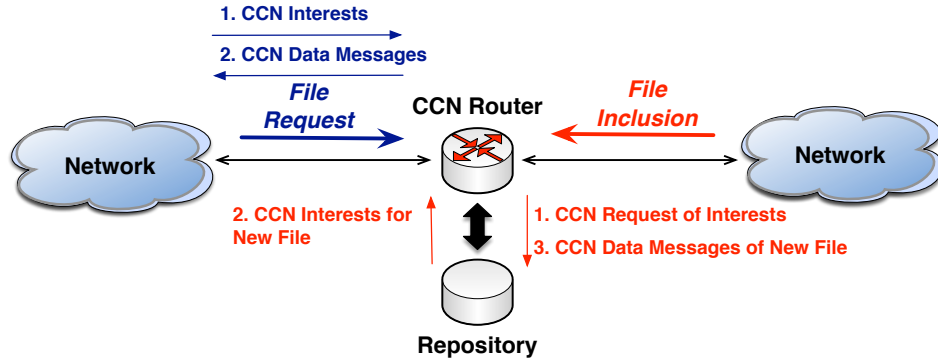 1. CCN Interests
2. CCN Data Messages
File
Request
CCN Router
File
Inclusion
Network
Network
2. CCN Interests for
New File
1. CCN Request of Interests
3. CCN Data Messages of New File
Repository